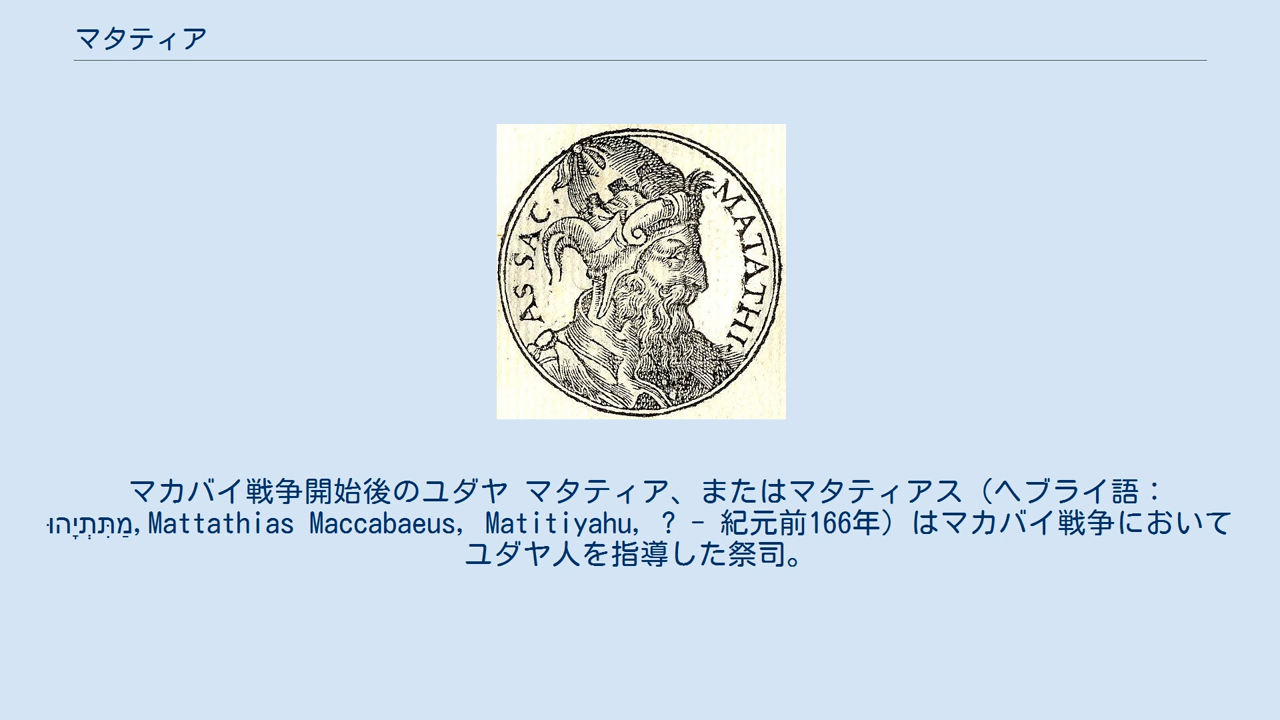 マタティア
ASSAC. MATATHI.
マカバイ戦争開始後のユダヤ マタティア、またはマタティアス（ヘブライ語：
מַתִּתְיָהוּ, Mattathias Maccabaeus, Matitiyahu, ? - 紀元前166年）はマカバイ戦争において
ユダヤ人を指導した祭司。